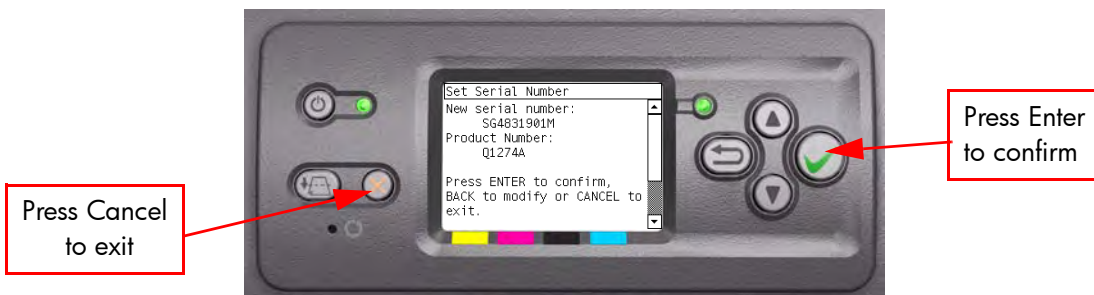 Set Serial Number
New serial number:
SG4831901M
Product Number:
Q1274A
Press ENTER to confirm,
BACK to modify or CANCEL to
exit.
Press Enter
to confirm
Press Cancel
to exit